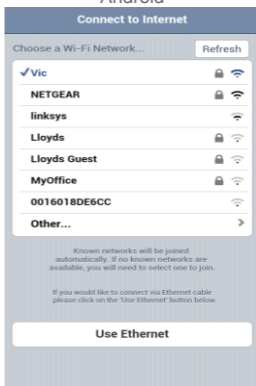 Android
Connect to Internet
Choose a Wi-Fi Network...
Refresh
Vic
NETGEAR
linksys
Lloyds
Lloyds Guest
MyOffice
0016018DE6CC
Other...
Known networks will be joined
automatically. If no known networks are
available, you will need to select one to join.
If you would like to connect via Ethernet cable
please click on the 'Use Ethernet' button below.
Use Ethernet